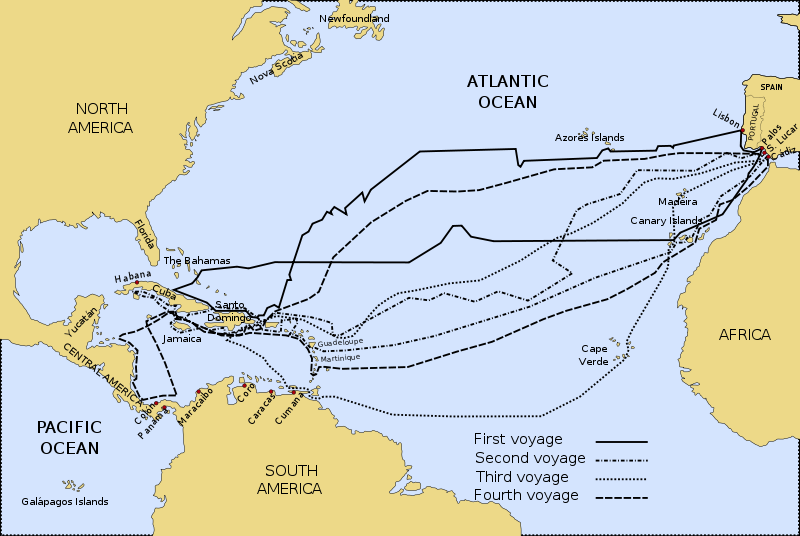 Newfoundland
Nova Scotia
ATLANTIC
OCEAN
SPAIN
PORTUGAL
NORTH
AMERICA
Lisbon
Azores Islands
Palos
S. Lucar
Cádiz
Madeira
Canary Islands
Florida
The Bahamas
Habana
Cuba
Santo
Domingo
Yucatán
Jamaica
Guadeloupe
Martinique
CENTRAL AMERICA
AFRICA
Cape
Verde
Colón
Panamá
Maracaibo
Coro
Caracas
Cumana
PACIFIC
OCEAN
SOUTH
AMERICA
Galápagos Islands
First voyage
Second voyage
Third voyage
Fourth voyage